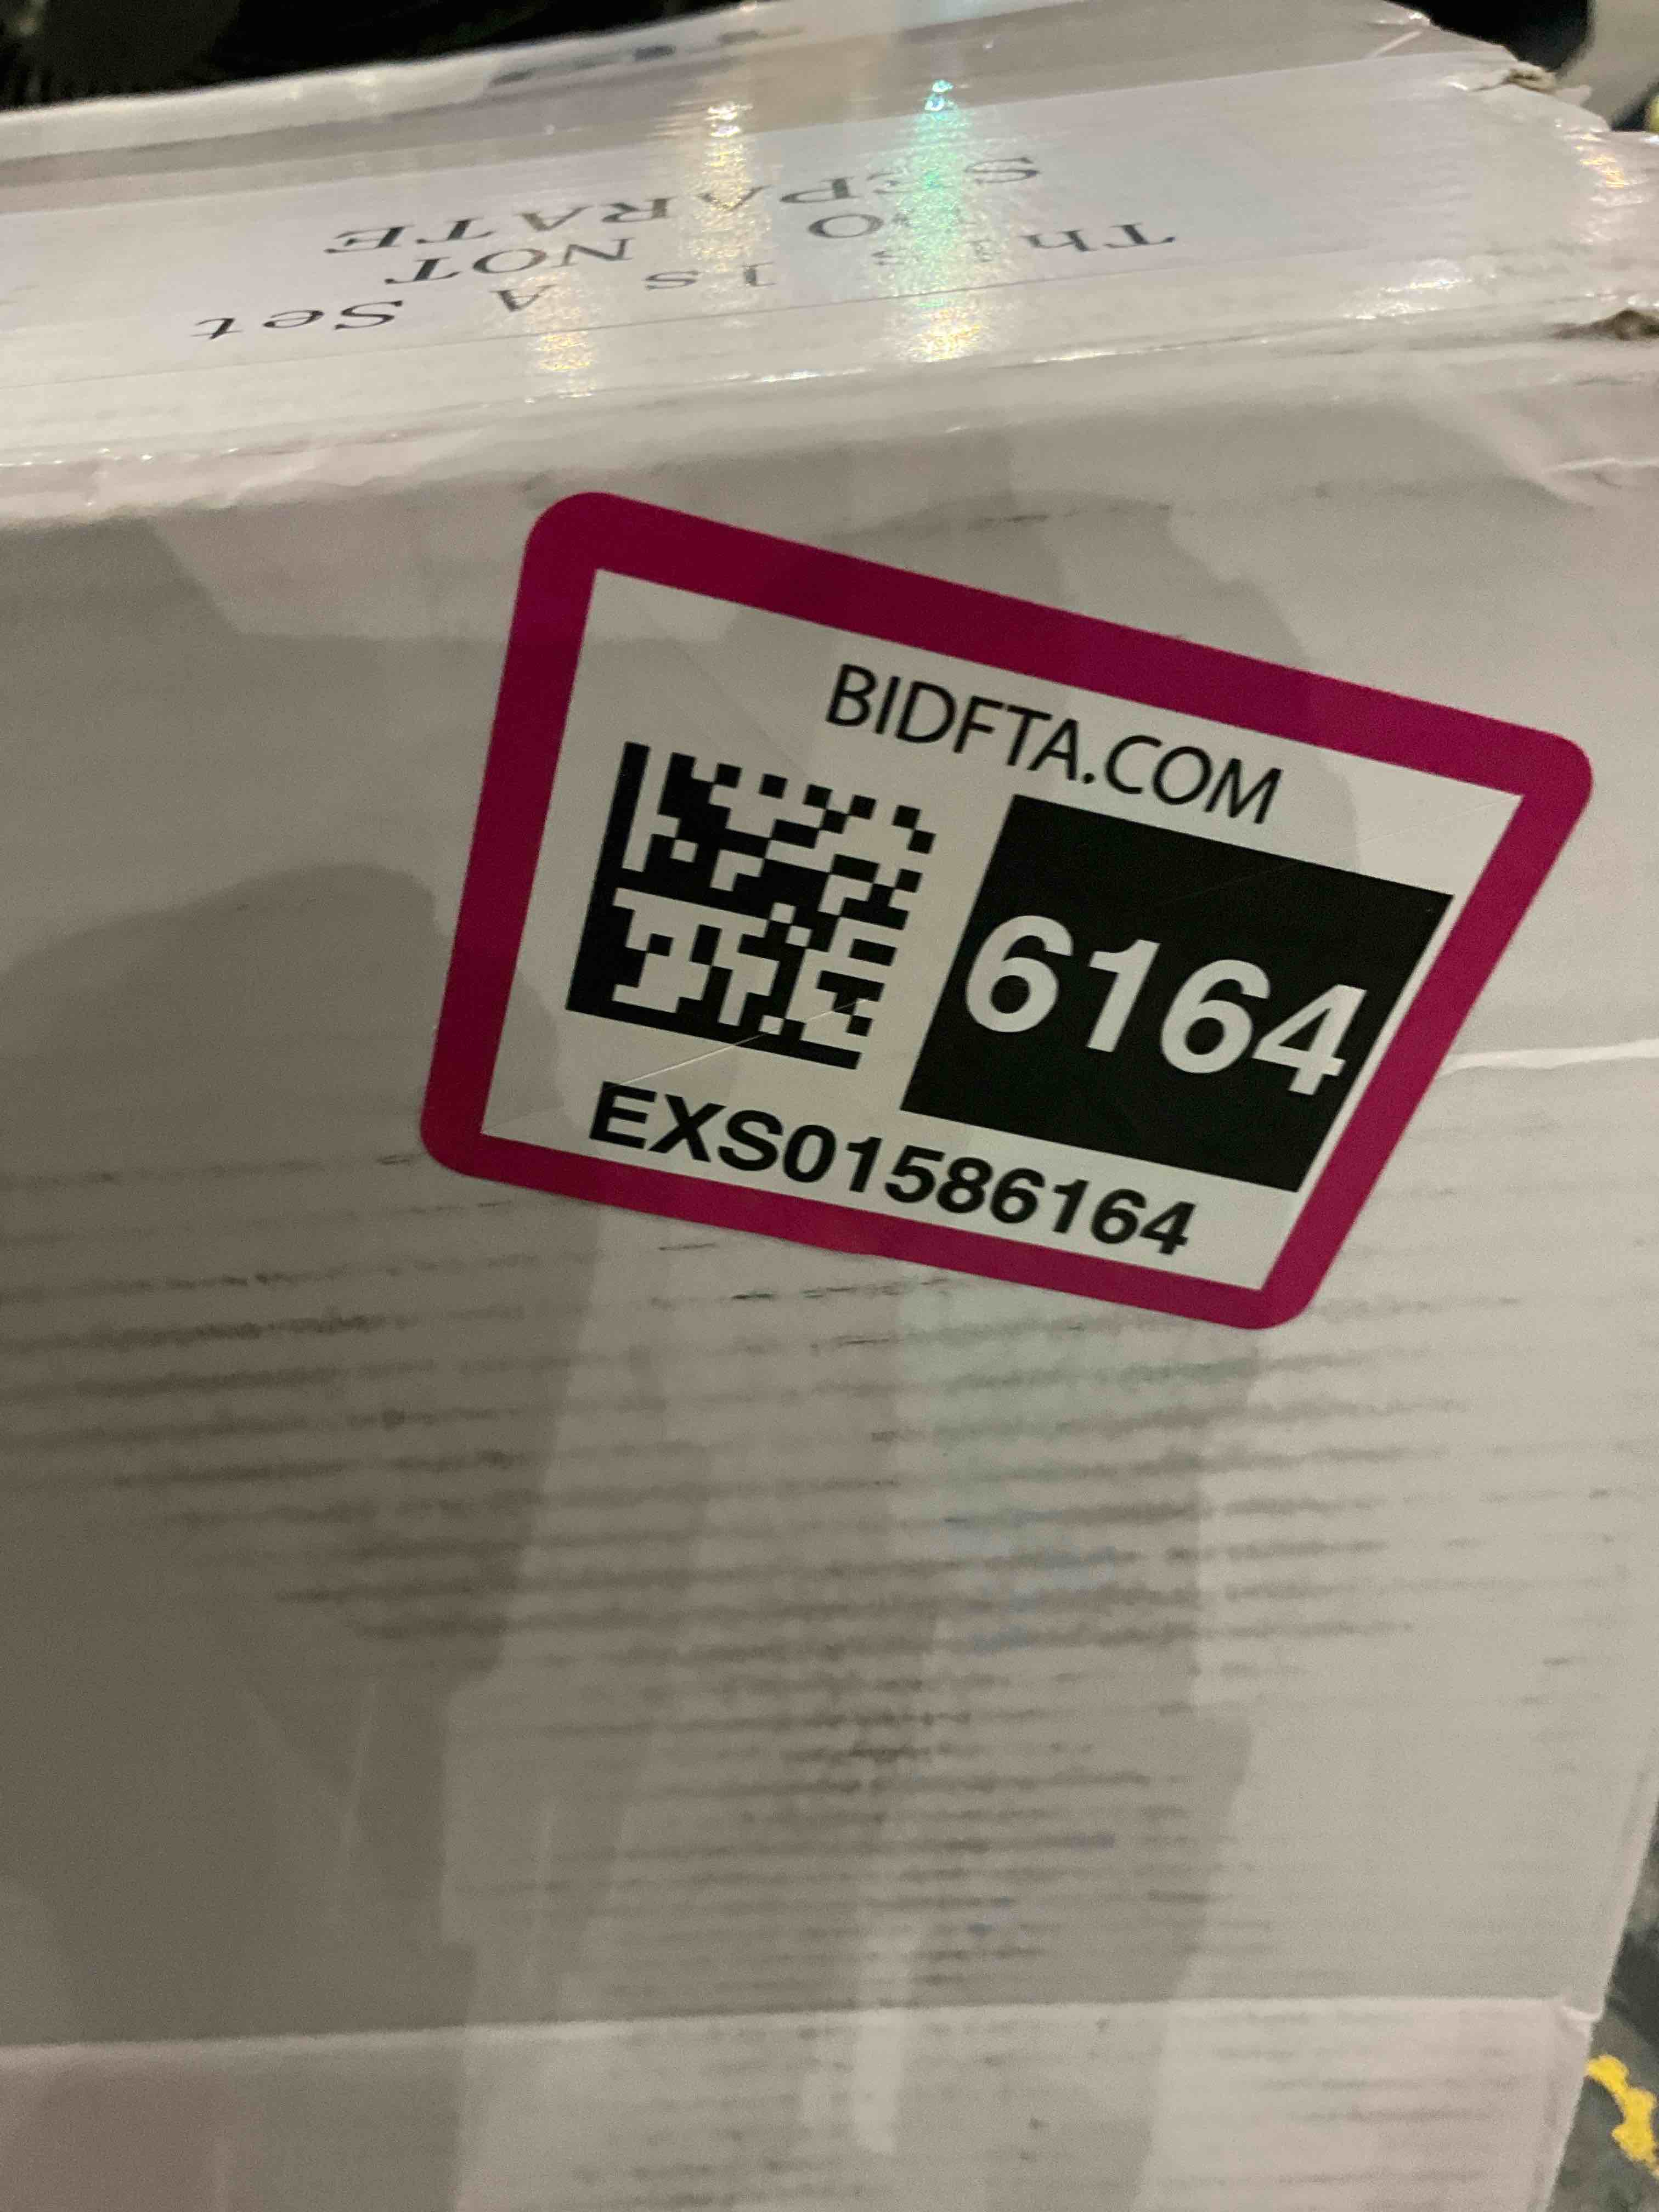 This Is A Set
DO NOT
SEPARATE
BIDFTA.COM
6164
EXS01586164